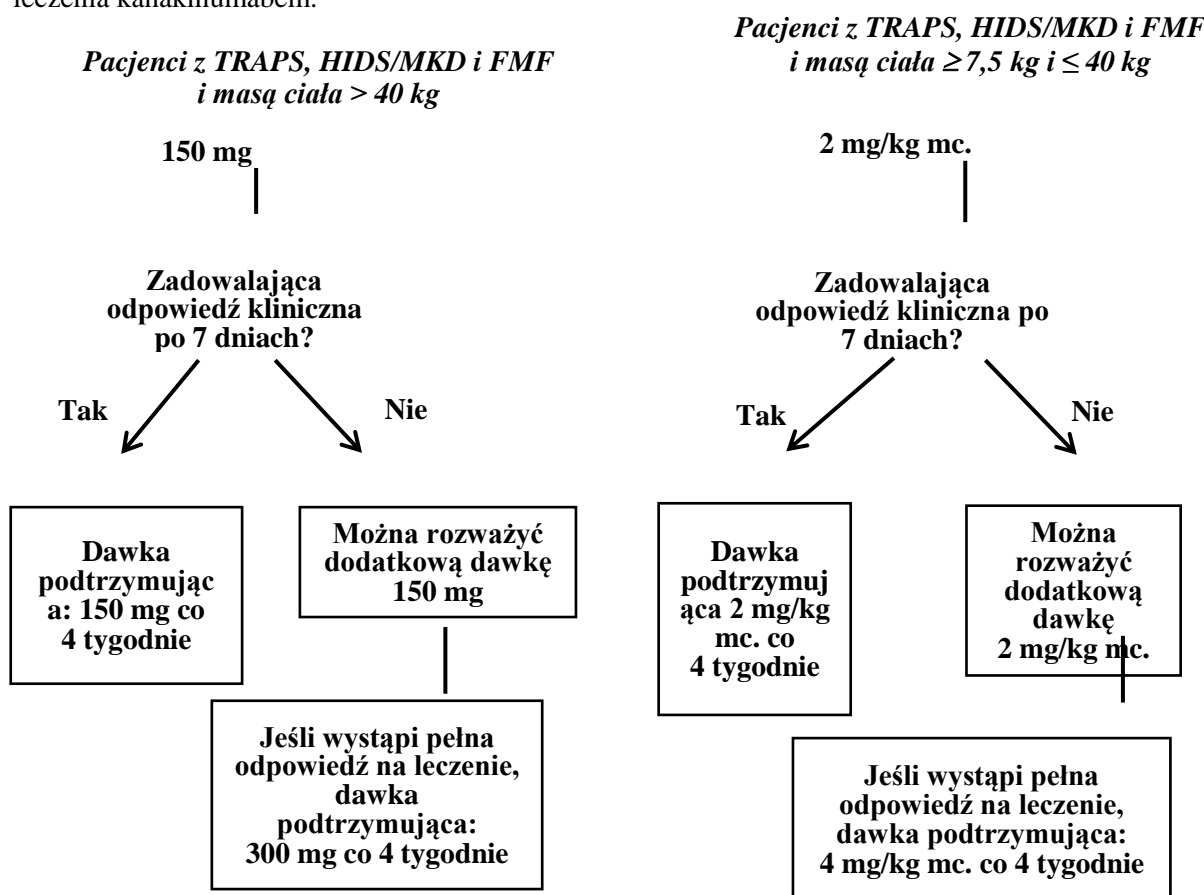 leczenia kanakinumabem.
Pacjenci z TRAPS, HIDS/MKD i FMF
i masą ciała > 40 kg
150 mg
Zadowalająca
odpowiedź kliniczna
po 7 dniach?
Tak
Nie
Dawka
podtrzymując
a: 150 mg co
4 tygodnie
Można rozważyć
dodatkową dawkę
150 mg
Jeśli wystąpi pełna
odpowiedź na leczenie,
dawka
podtrzymująca:
300 mg co 4 tygodnie
Pacjenci z TRAPS, HIDS/MKD i FMF
i masą ciała ≥ 7,5 kg i ≤ 40 kg
2 mg/kg mc.
Zadowalająca
odpowiedź kliniczna po
7 dniach?
Tak
Nie
Dawka
podtrzymuj
ąca 2 mg/kg
mc. co
4 tygodnie
Można
rozważyć
dodatkową
dawkę
2 mg/kg mc.
Jeśli wystąpi pełna
odpowiedź na leczenie,
dawka podtrzymująca:
4 mg/kg mc. co 4 tygodnie